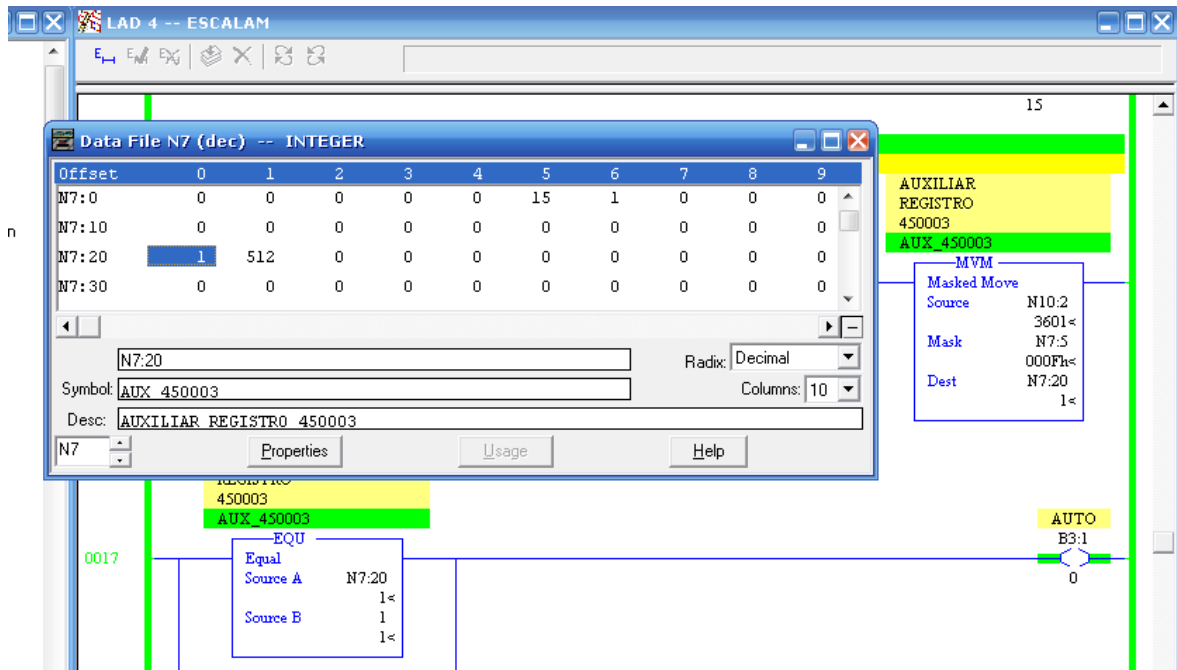 LAD 4 -- ESCALAM
15
Data File N7 (dec) -- INTEGER
Offset 0 1 2 3 4 5 6 7 8 9
N7:0 0 0 0 0 0 15 1 0 0 0
N7:10 0 0 0 0 0 0 0 0 0 0
N7:20 1 512 0 0 0 0 0 0 0 0
N7:30 0 0 0 0 0 0 0 0 0 0
N7:20
Radix: Decimal
Symbol: AUX_450003
Columns: 10
Desc: AUXILIAR REGISTRO 450003
N7
Properties
Usage
Help
n
AUXILIAR
REGISTRO
450003
AUX_450003
MVM
Masked Move
Source N10:2
3601<
Mask N7:5
000Fh<
Dest N7:20
1<
REGISTRO
450003
AUX_450003
EQU
Equal
Source A N7:20
1<
Source B 1
1<
0017
AUTO
B3:1
0